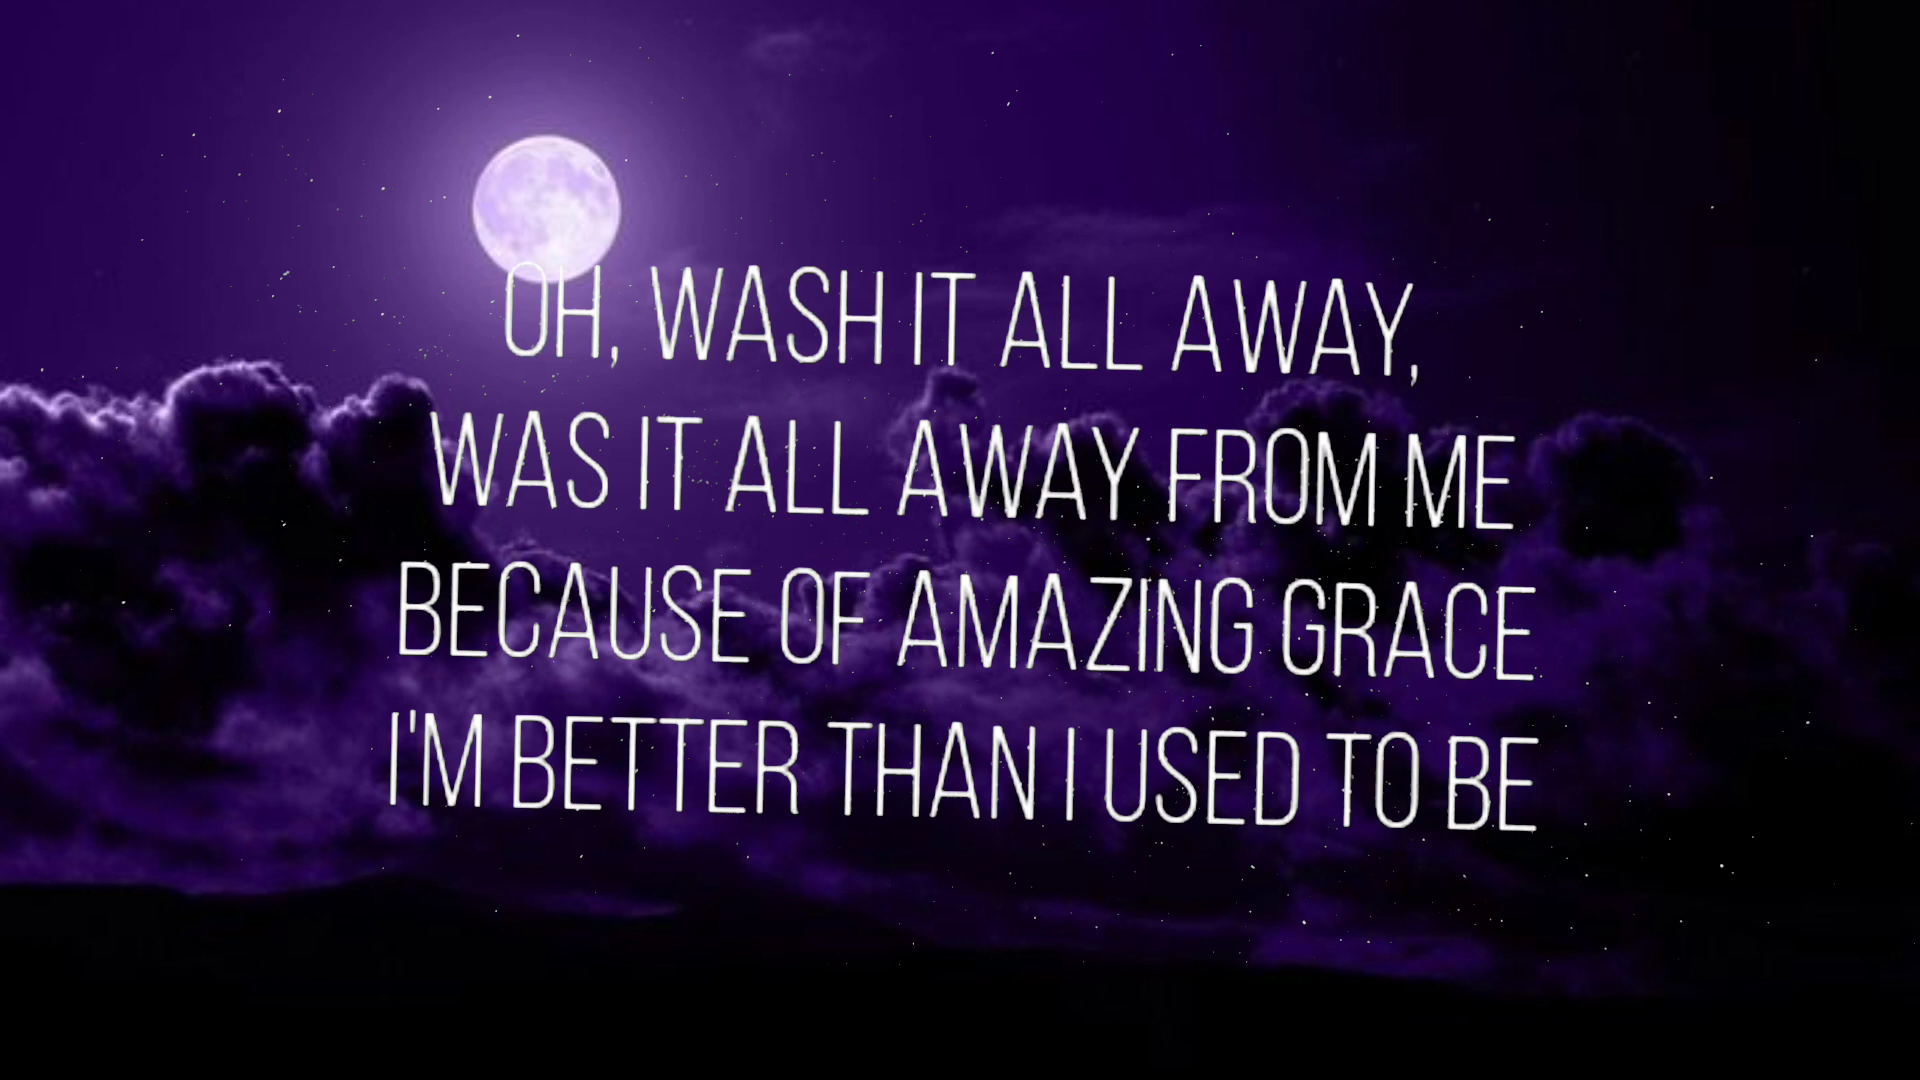 OH, WASH IT ALL AWAY,
WAS IT ALL AWAY FROM ME
BECAUSE OF AMAZING GRACE
I'M BETTER THAN I USED TO BE